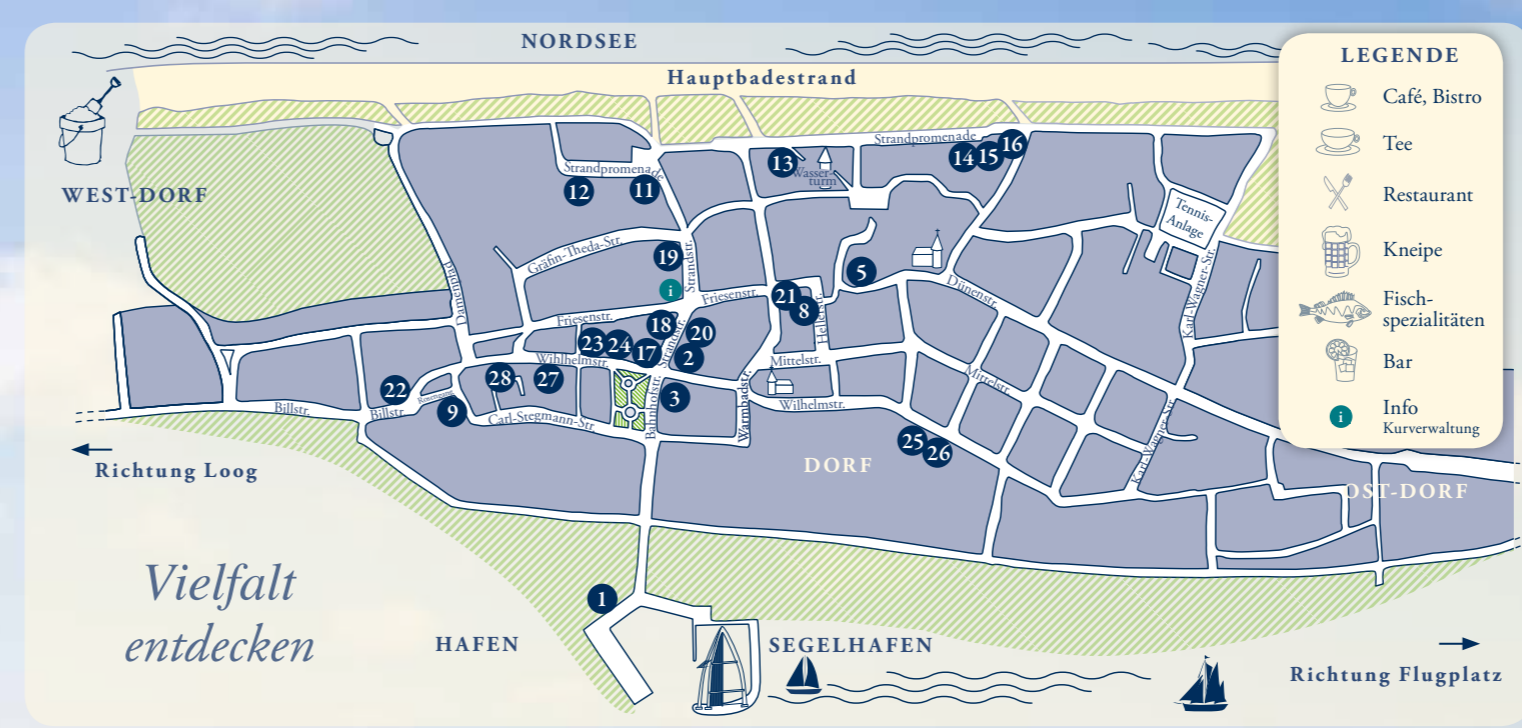 NORDSEE
Hauptbadestrand
LEGENDE
Café, Bistro
Tee
Restaurant
Kneipe
Fisch-
spezialitäten
Bar
i
Info
Kurverwaltung
WEST-DORF
Strandpromenade
12
11
13
Wasser-
turm
Strandpromenade
14
15
16
Tennis-
Anlage
Gräfin-Theda-Str.
19
Strandstr.
i
Damenpfad
5
Dünenstr.
Karl-Wagner-Str.
Friesenstr.
Friesenstr.
21
8
Hellerstr.
18
Strandstr.
20
23
24
17
2
Wihlhelmstr.
Mittelstr.
Mittelstr.
28
27
22
Rosengang
9
3
Bahnhofstr.
Warmbadstr.
Wilhelmstr.
Billstr.
Billstr.
Carl-Stegmann-Str
25
26
Karl-Wagner-Str.
DORF
OST-DORF
Richtung Loog
Vielfalt
entdecken
1
HAFEN
SEGELHAFEN
Richtung Flugplatz